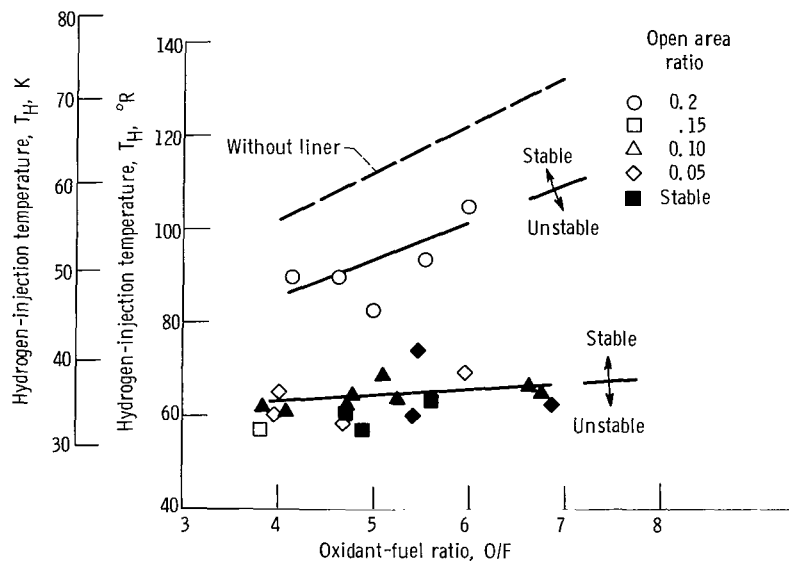 Hydrogen-injection temperature, T_H, K
80
70
60
50
40
30
Hydrogen-injection temperature, T_H, °R
140
120
100
80
60
40
Without liner
Open area
ratio
0.2
.15
0.10
0.05
Stable
Stable
Unstable
Stable
Unstable
3
4
5
6
7
8
Oxidant-fuel ratio, O/F